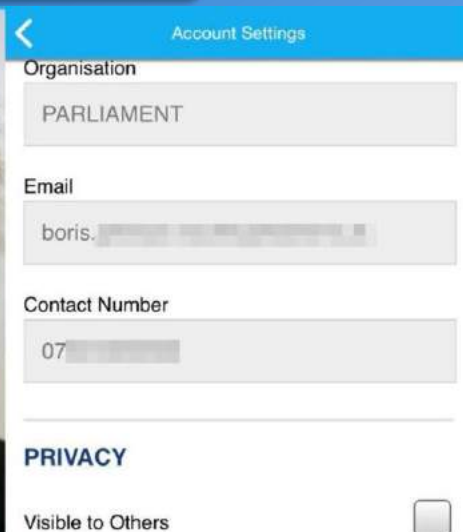 Account Settings
Organisation
PARLIAMENT
Email
boris.
Contact Number
07
PRIVACY
Visible to Others